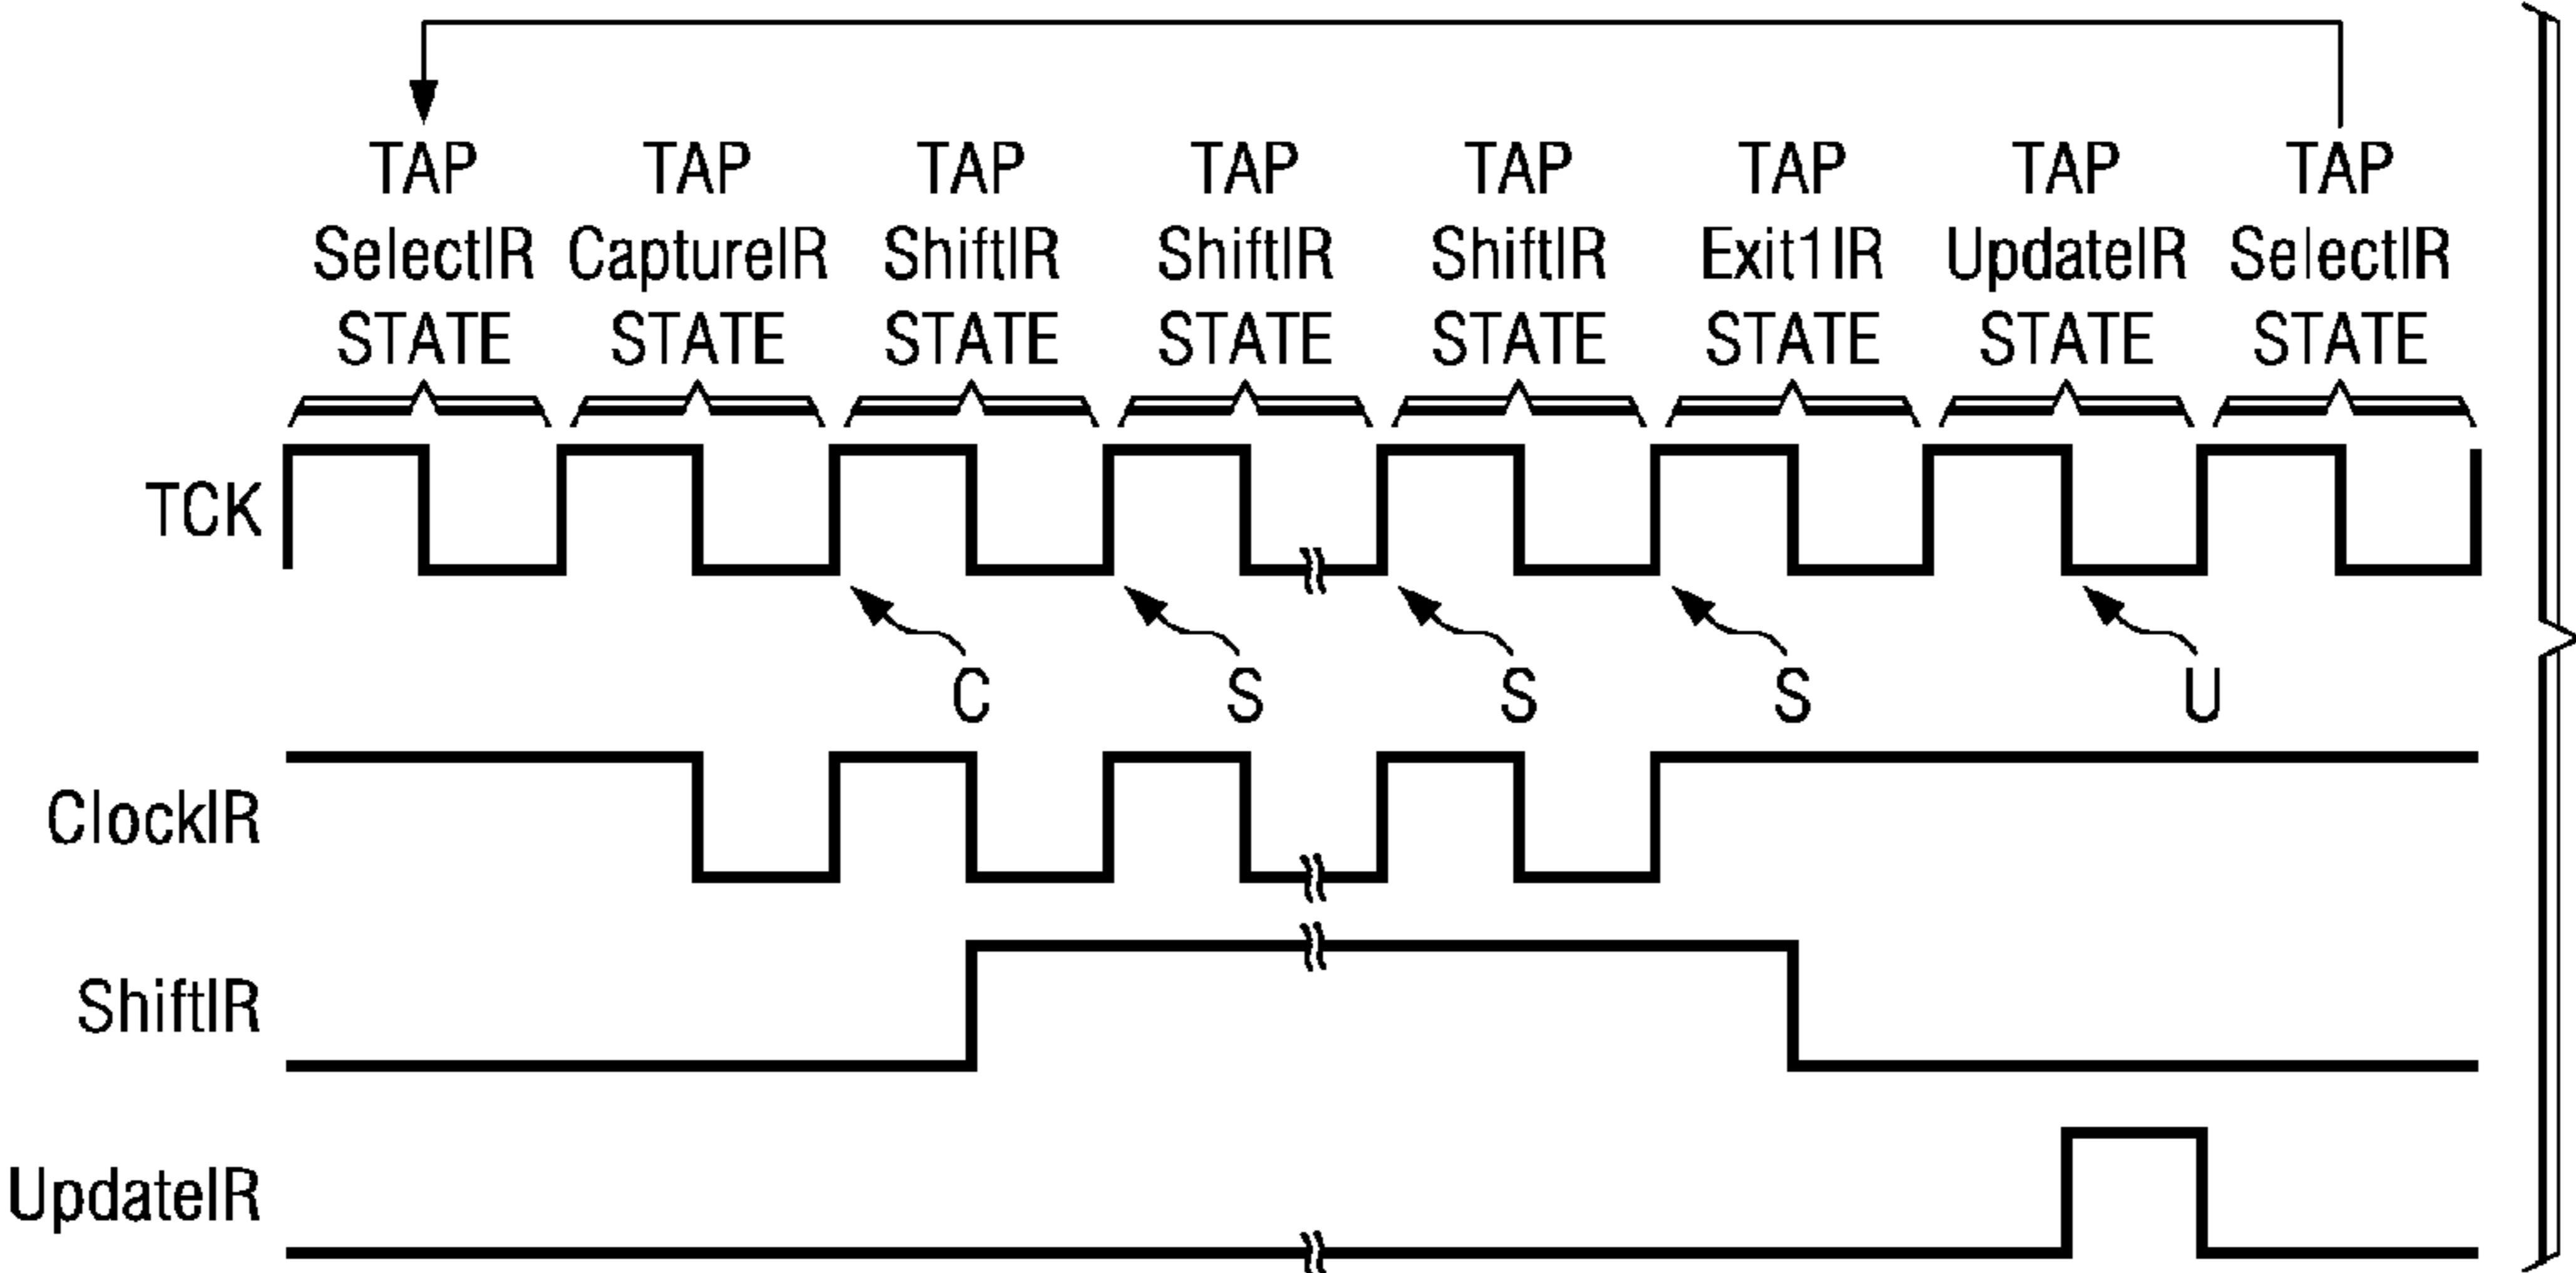 TAP TAP TAP TAP TAP TAP TAP TAP
SelectIR CaptureIR ShiftIR ShiftIR ShiftIR Exit1IR UpdateIR SelectIR
STATE STATE STATE STATE STATE STATE STATE STATE
TCK
C S S S U
ClockIR
ShiftIR
UpdateIR